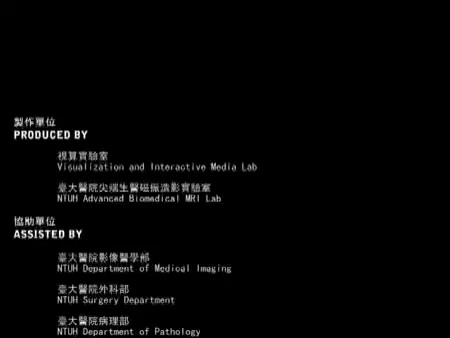 製作單位
PRODUCED BY
視算實驗室
Visualization and Interactive Media Lab
臺大醫院尖端生醫磁振造影實驗室
NTUH Advanced Biomedical MRI Lab
協助單位
ASSISTED BY
臺大醫院影像醫學部
NTUH Department of Medical Imaging
臺大醫院外科部
NTUH Surgery Department
臺大醫院病理部
NTUH Department of Pathology